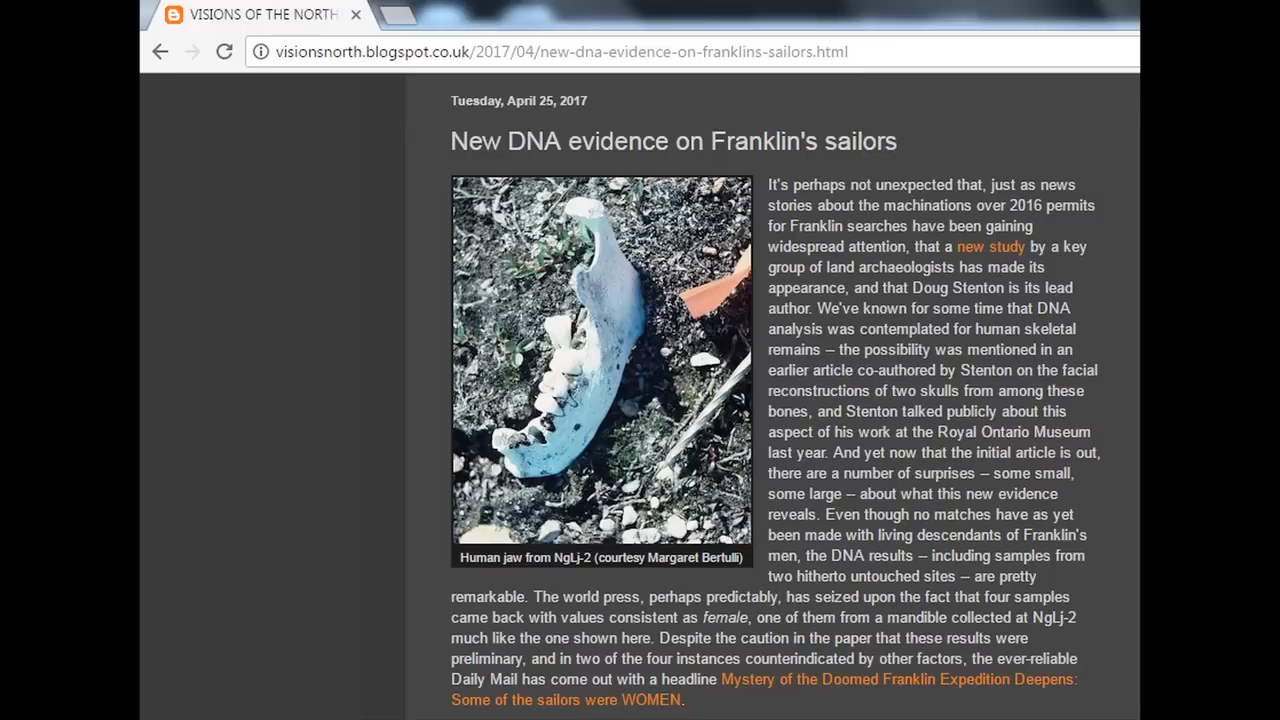 VISIONS OF THE NORTH
visionsnorth.blogspot.co.uk/2017/04/new-dna-evidence-on-franklins-sailors.html
Tuesday, April 25, 2017
New DNA evidence on Franklin's sailors
It's perhaps not unexpected that, just as news
stories about the machinations over 2016 permits
for Franklin searches have been gaining
widespread attention, that a new study by a key
group of land archaeologists has made its
appearance, and that Doug Stenton is its lead
author. We've known for some time that DNA
analysis was contemplated for human skeletal
remains – the possibility was mentioned in an
earlier article co-authored by Stenton on the facial
reconstructions of two skulls from among these
bones, and Stenton talked publicly about this
aspect of his work at the Royal Ontario Museum
last year. And yet now that the initial article is out,
there are a number of surprises – some small,
some large – about what this new evidence
reveals. Even though no matches have as yet
been made with living descendants of Franklin's
men, the DNA results – including samples from
two hitherto untouched sites – are pretty
Human jaw from NgLj-2 (courtesy Margaret Bertulli)
remarkable. The world press, perhaps predictably, has seized upon the fact that four samples
came back with values consistent as female, one of them from a mandible collected at NgLj-2
much like the one shown here. Despite the caution in the paper that these results were
preliminary, and in two of the four instances counterindicated by other factors, the ever-reliable
Daily Mail has come out with a headline Mystery of the Doomed Franklin Expedition Deepens:
Some of the sailors were WOMEN.